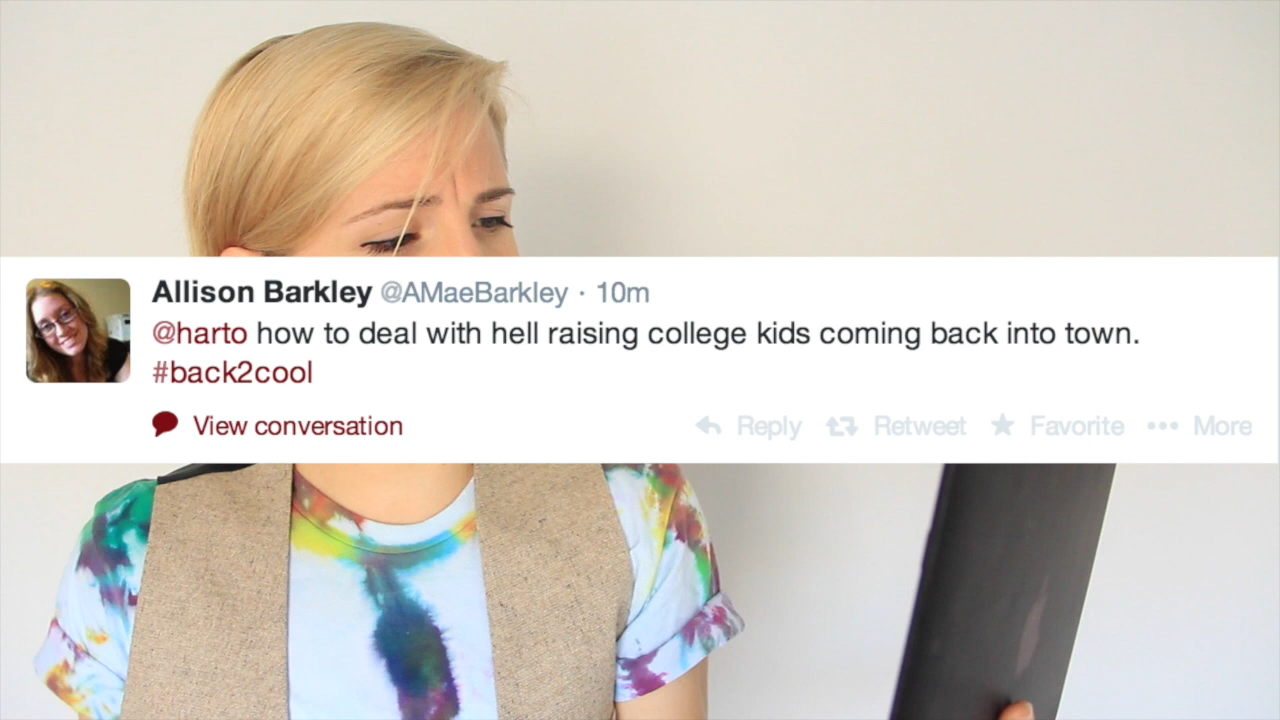 Allison Barkley @AMaeBarkley · 10m
@harto how to deal with hell raising college kids coming back into town.
#back2cool
View conversation Reply Retweet Favorite More